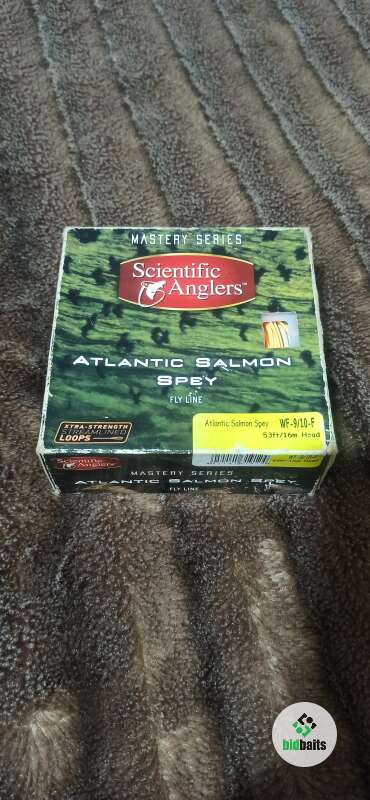 MASTERY SERIES
Scientific
Anglers™
ATLANTIC SALMON
SPEY
FLY LINE
XTRA-STRENGTH
STREAMLINED
LOOPS
Atlantic Salmon Spey WF-9/10-F
53ft/16m Head
Scientific
Anglers
MASTERY SERIES
ATLANTIC SALMON SPEY
FLY LINE
bidbaits